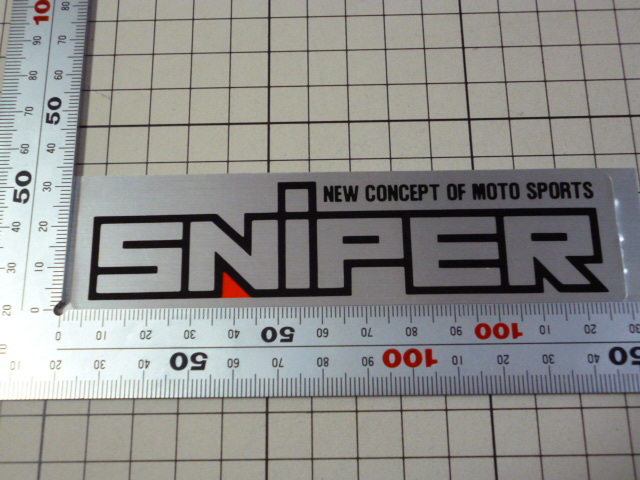 NEW CONCEPT OF MOTO SPORTS
SNiPER